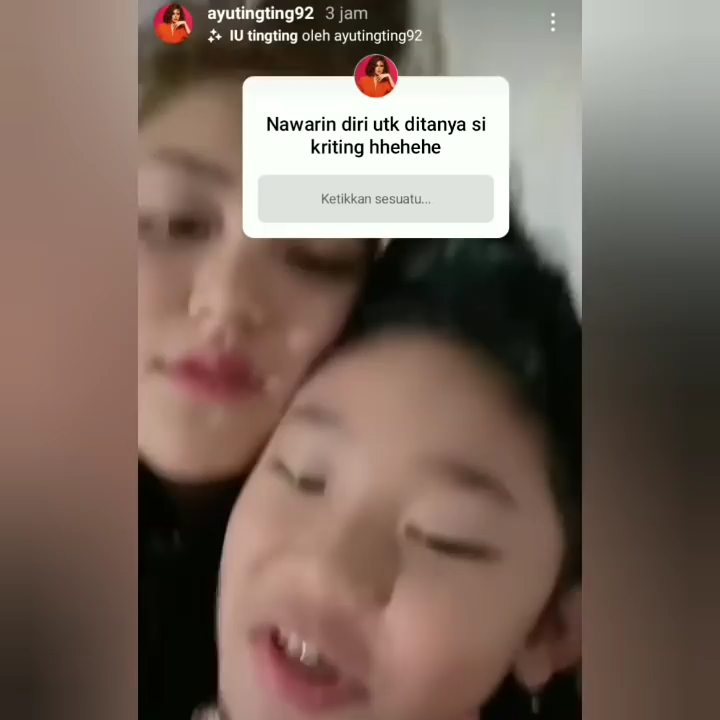 ayutingting92 3 jam
IU tingting oleh ayutingting92
Nawarin diri utk ditanya si
kriting hhehehe
Ketikkan sesuatu...